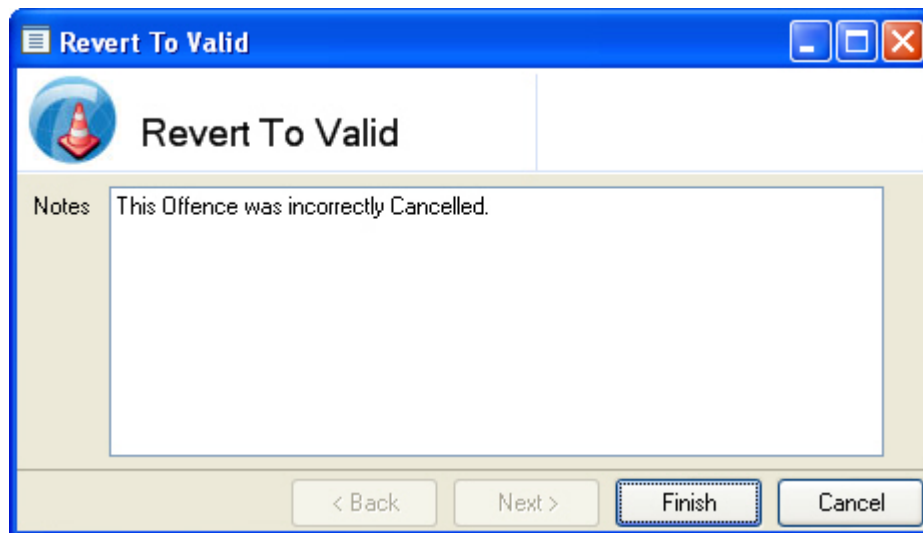 Revert To Valid
Revert To Valid
Notes This Offence was incorrectly Cancelled.
< Back Next > Finish Cancel